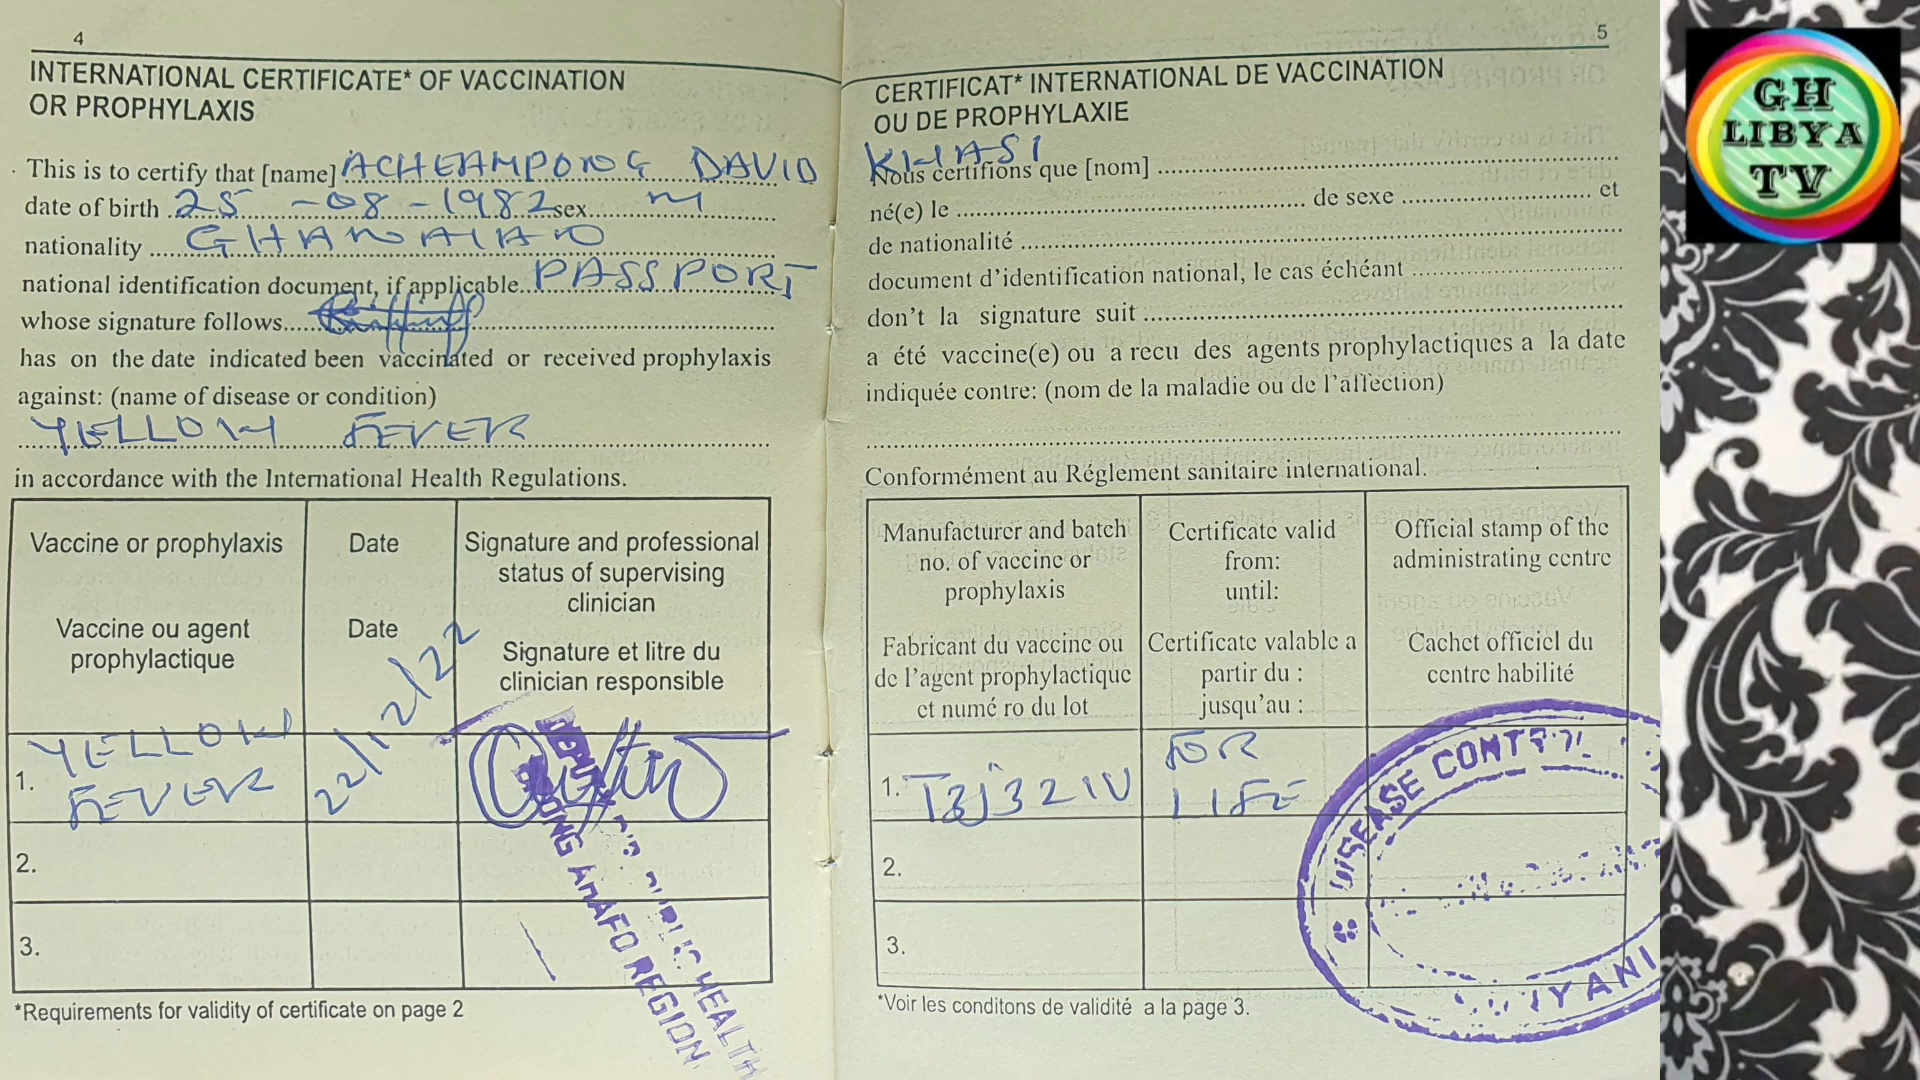 4
INTERNATIONAL CERTIFICATE* OF VACCINATION
OR PROPHYLAXIS
This is to certify that [name] ACHEAMPONG DAVID KWASI
date of birth 25 -08 -1982 sex M
nationality GHANAIAN
national identification document, if applicable PASSPORT
whose signature follows
has on the date indicated been vaccinated or received prophylaxis
against: (name of disease or condition)
YELLOW FEVER
in accordance with the International Health Regulations.
Vaccine or prophylaxis
Vaccine ou agent
prophylactique
Date
Date
Signature and professional
status of supervising
clinician
Signature et litre du
clinician responsible
1. YELLOW
FEVER
22/12/22
PUBLIC HEALTH
AHAFO REGION
2.
3.
*Requirements for validity of certificate on page 2
5
CERTIFICAT* INTERNATIONAL DE VACCINATION
OU DE PROPHYLAXIE
Nous certifions que [nom]
né(e) le de sexe et
de nationalité
document d'identification national, le cas échéant
don't la signature suit
a été vaccine(e) ou a recu des agents prophylactiques a la date
indiquée contre: (nom de la maladie ou de l'affection)
Conformément au Réglement sanitaire international.
Manufacturer and batch
no. of vaccine or
prophylaxis
Fabricant du vaccine ou
de l'agent prophylactique
et numé ro du lot
Certificate valid
from:
until:
Certificate valable a
partir du :
jusqu'au :
Official stamp of the
administrating centre
Cachet officiel du
centre habilité
1.
FOR
LIFE
DISEASE
2.
3.
*Voir les conditons de validité a la page 3.
GH
LIBYA
TV